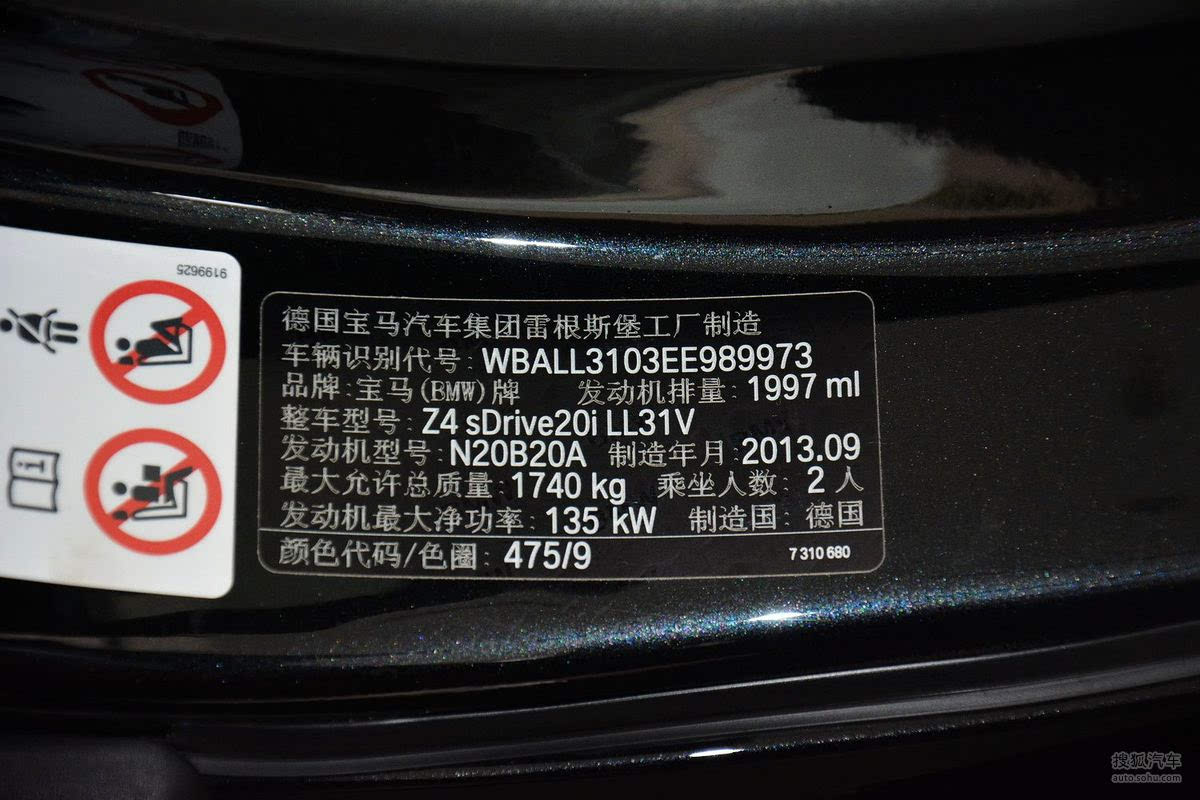 9199625
德国宝马汽车集团雷根斯堡工厂制造
车辆识别代号: WBALL3103EE989973
品牌: 宝马(BMW)牌 发动机排量: 1997 ml
整车型号: Z4 sDrive20i LL31V
发动机型号: N20B20A 制造年月: 2013.09
最大允许总质量: 1740 kg 乘坐人数: 2 人
发动机最大净功率: 135 kW 制造国: 德国
颜色代码/色圈: 475/9 7 310 680
搜狐汽车
auto.sohu.com